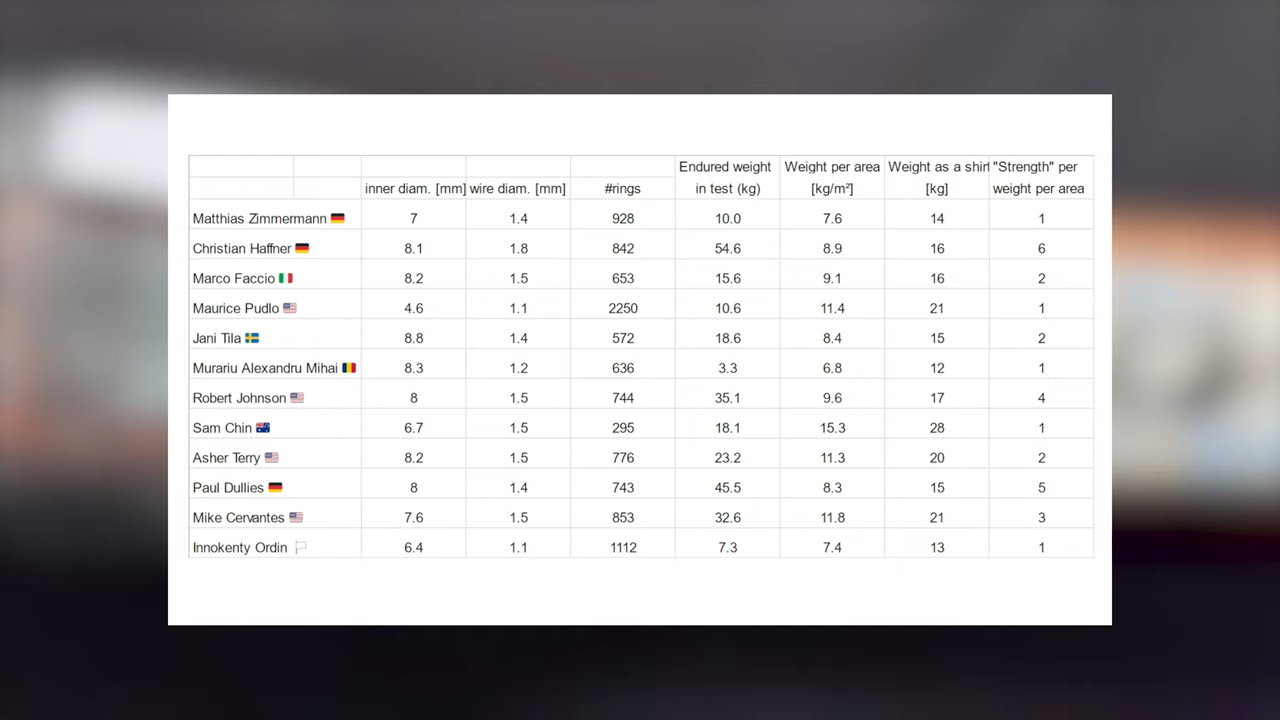 Endured weight Weight per area Weight as a shirt "Strength" per
inner diam. [mm] wire diam. [mm] #rings in test (kg) [kg/m²] [kg] weight per area
Matthias Zimmermann 7 1.4 928 10.0 7.6 14 1
Christian Haffner 8.1 1.8 842 54.6 8.9 16 6
Marco Faccio 8.2 1.5 653 15.6 9.1 16 2
Maurice Pudlo 4.6 1.1 2250 10.6 11.4 21 1
Jani Tila 8.8 1.4 572 18.6 8.4 15 2
Murariu Alexandru Mihai 8.3 1.2 636 3.3 6.8 12 1
Robert Johnson 8 1.5 744 35.1 9.6 17 4
Sam Chin 6.7 1.5 295 18.1 15.3 28 1
Asher Terry 8.2 1.5 776 23.2 11.3 20 2
Paul Dullies 8 1.4 743 45.5 8.3 15 5
Mike Cervantes 7.6 1.5 853 32.6 11.8 21 3
Innokenty Ordin 6.4 1.1 1112 7.3 7.4 13 1